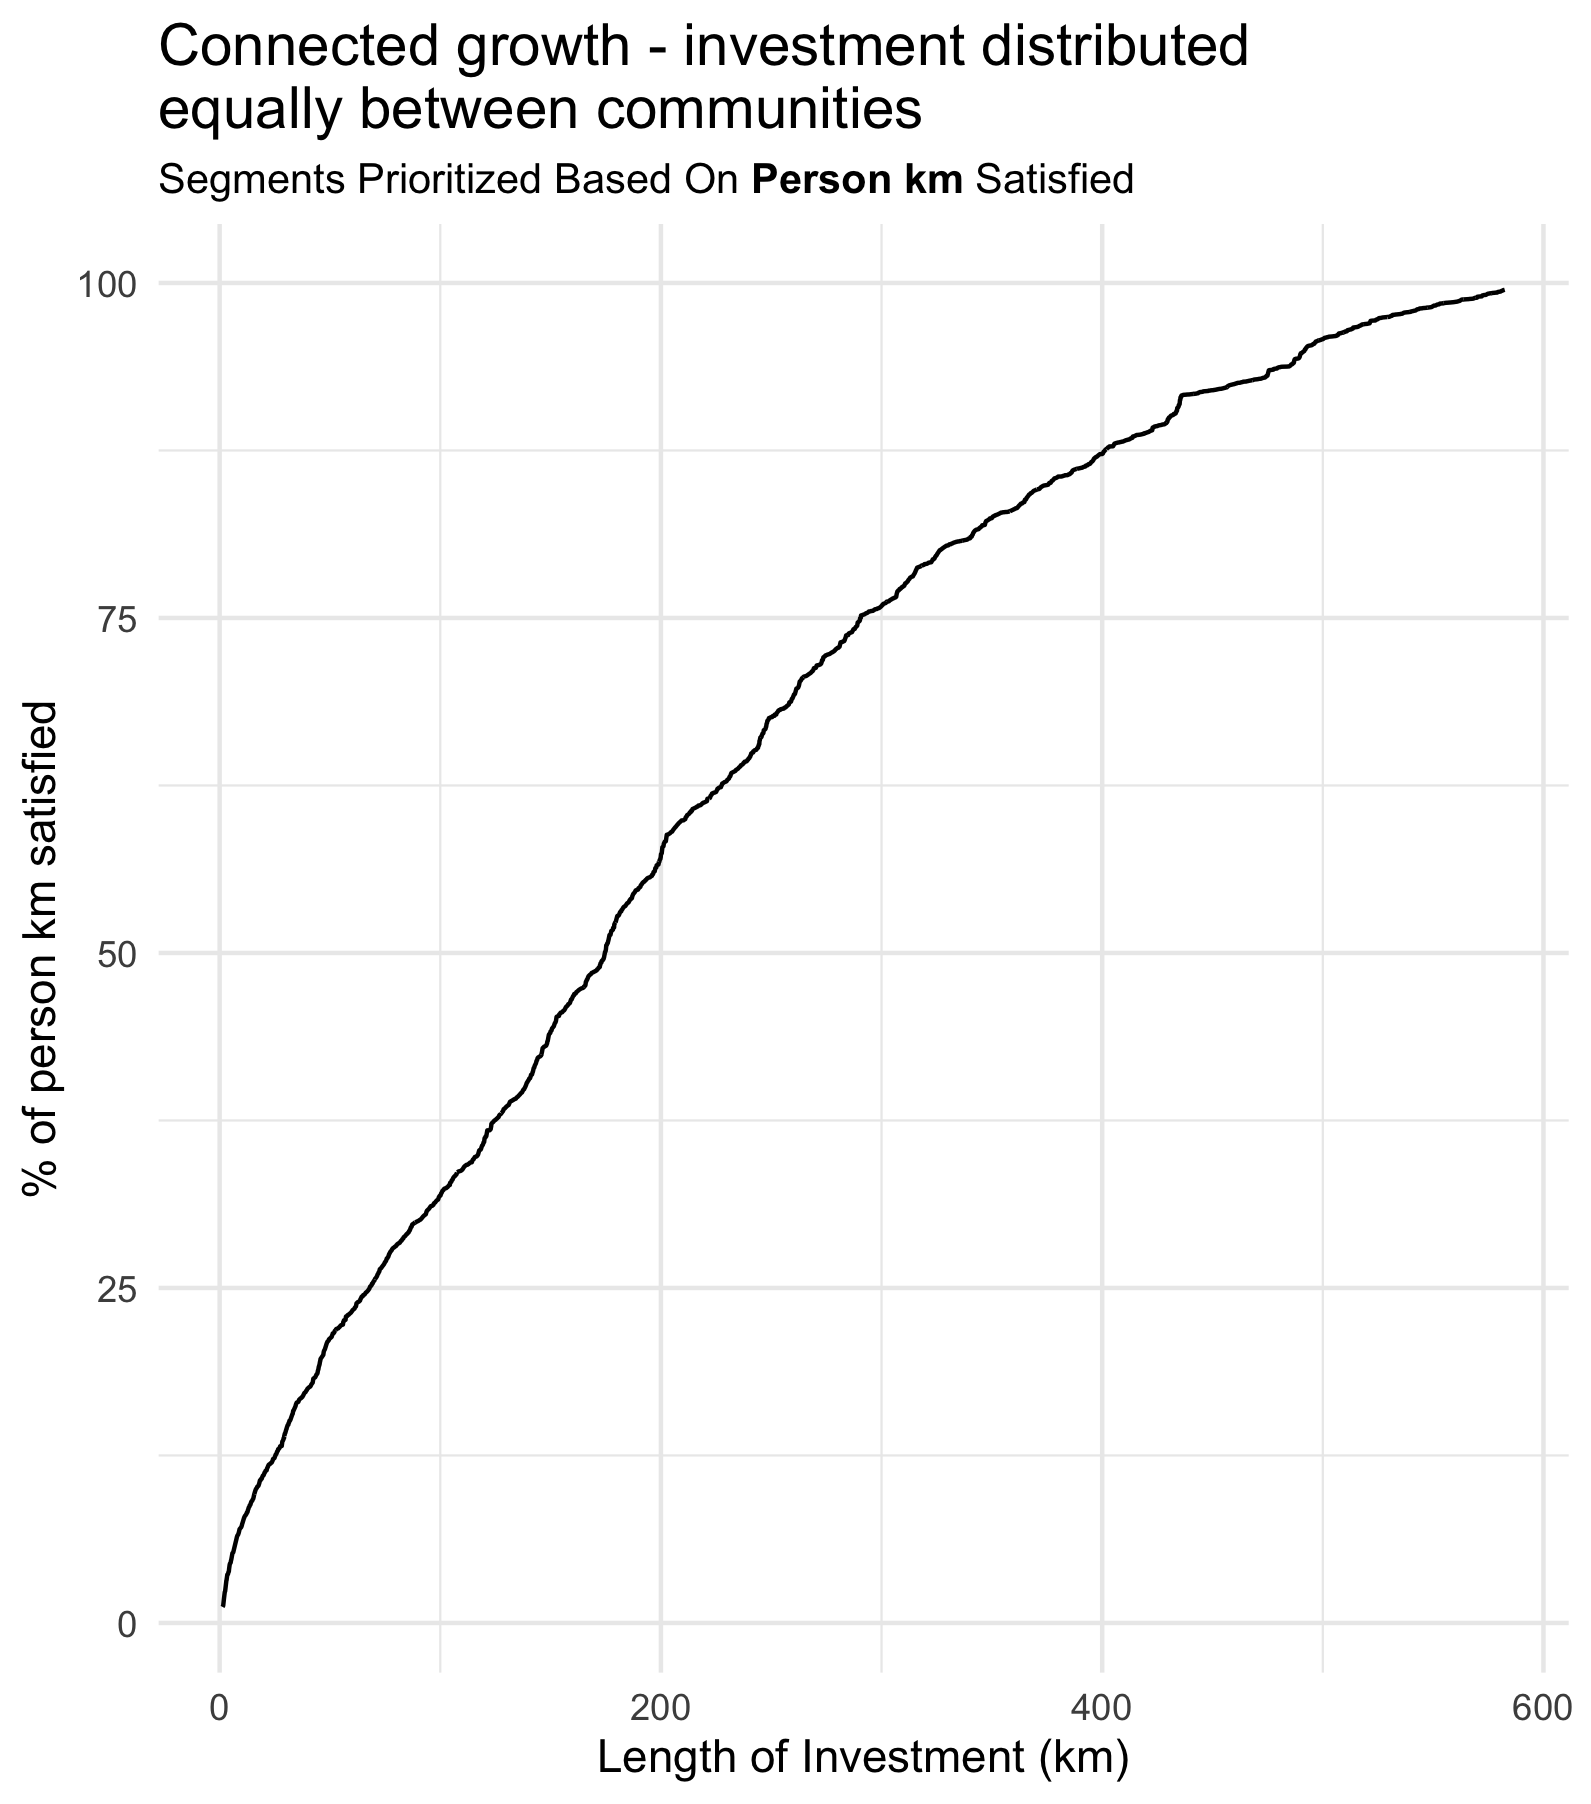 Connected growth - investment distributed
equally between communities
Segments Prioritized Based On Person km Satisfied
% of person km satisfied
100
75
50
25
0
0 200 400 600
Length of Investment (km)